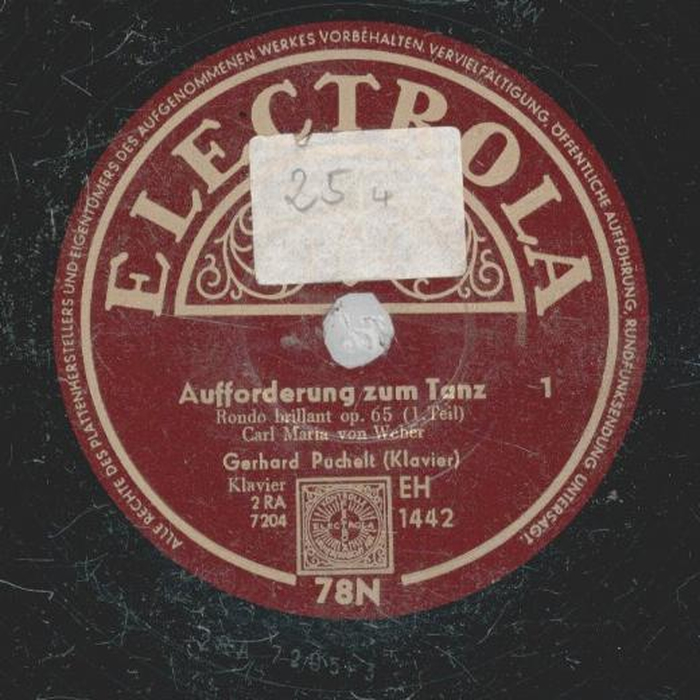 ALLE RECHTE DES PLATTENHERSTELLERS UND EIGENTÜMERS DES AUFGENOMMENEN WERKES VORBEHALTEN. VERVIELFÄLTIGUNG, ÖFFENTLICHE AUFFÜHRUNG, RUNDFUNKSENDUNG UNTERSAGT.
ELECTROLA
25 4
Aufforderung zum Tanz 1
Rondo brillant op. 65 (1. Teil)
Carl Maria von Weber
Gerhard Puchelt (Klavier)
Klavier EH
2 RA
7204 1442
ELECTROLA
78N